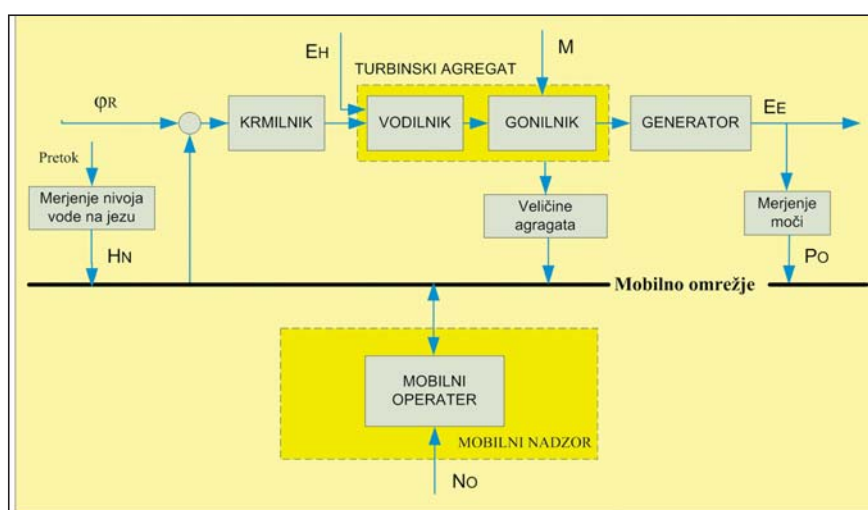 EH
M
TURBINSKI AGREGAT
φR
EE
KRMILNIK
VODILNIK
GONILNIK
GENERATOR
Pretok
Merjenje nivoja
vode na jezu
Veličine
agragata
Merjenje
moči
HN
PO
Mobilno omrežje
MOBILNI
OPERATER
MOBILNI NADZOR
NO